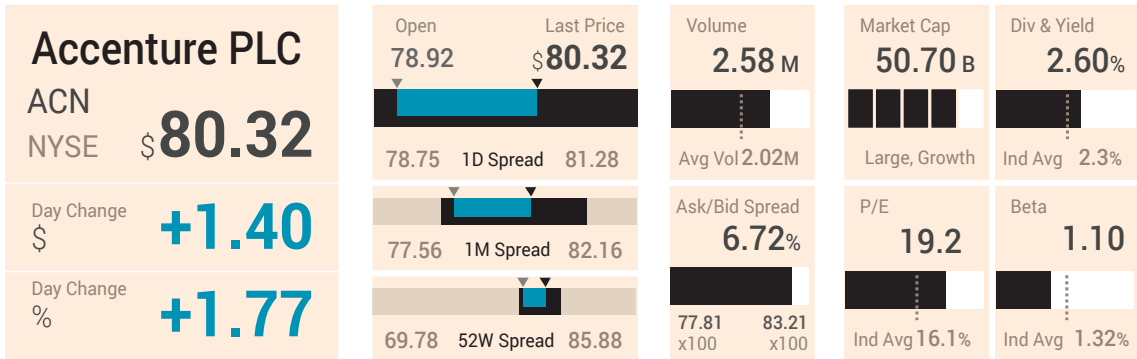 Accenture PLC
ACN
NYSE
$80.32
Day Change
$
+1.40
Day Change
%
+1.77
Open Last Price
78.92 $80.32
78.75 1D Spread 81.28
77.56 1M Spread 82.16
69.78 52W Spread 85.88
Volume
2.58 M
Avg Vol 2.02M
Ask/Bid Spread
6.72%
77.81 83.21
x100 x100
Market Cap
50.70 B
Large, Growth
Div & Yield
2.60%
Ind Avg 2.3%
P/E
19.2
Ind Avg 16.1%
Beta
1.10
Ind Avg 1.32%